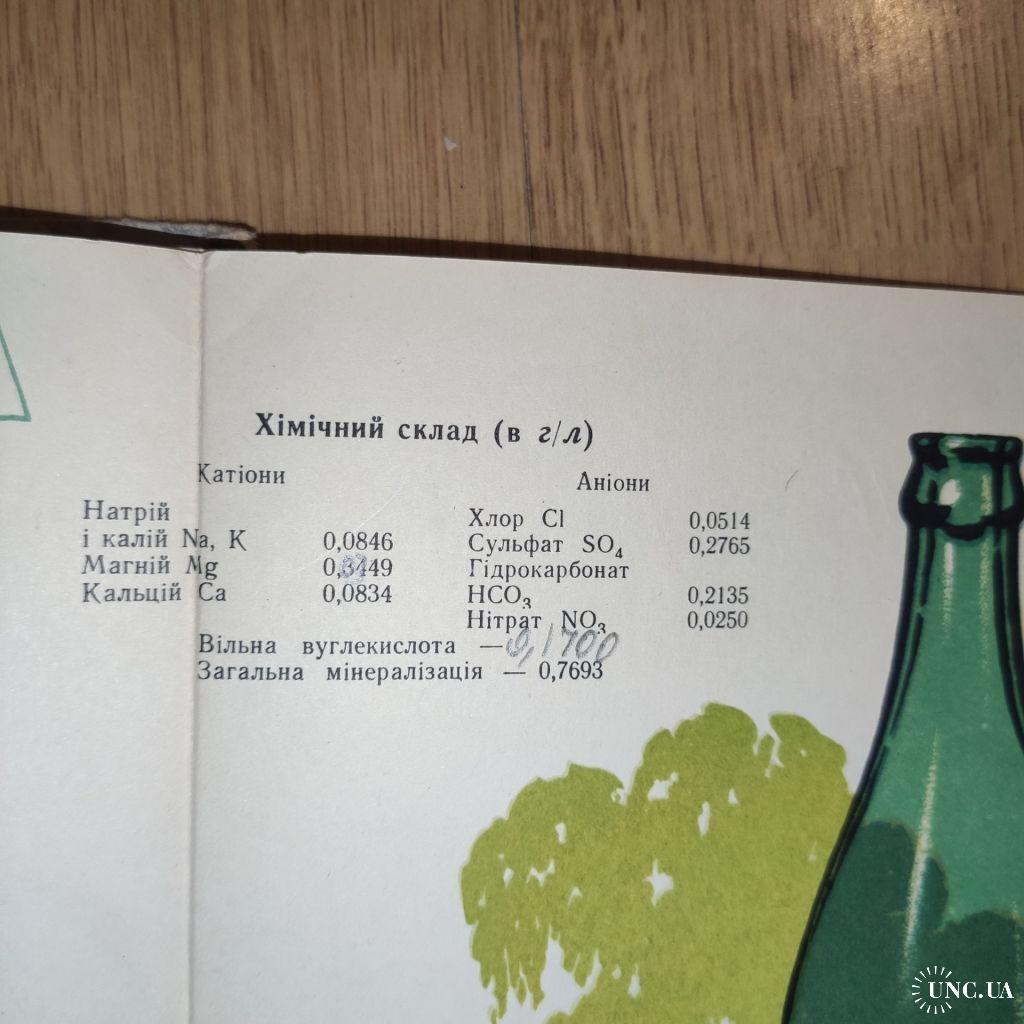 Хімічний склад (в г/л)
Катіони
Натрій
і калій Na, K 0,0846
Магній Mg
Кальцій Ca 0,0834
Аніони
Хлор Cl 0,0514
Сульфат SO₄ 0,2765
Гідрокарбонат
HCO₃ 0,2135
Нітрат NO₃ 0,0250
Вільна вуглекислота — 0,1700
Загальна мінералізація — 0,7693
UNC.UA